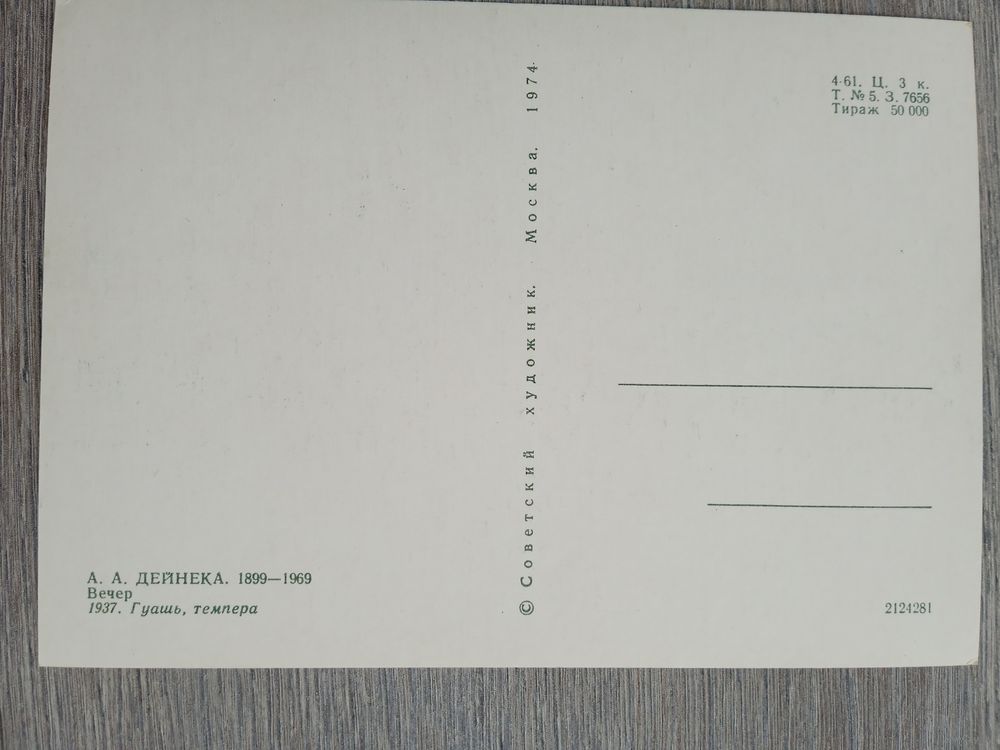 4-61. Ц. 3 к.
Т. № 5. З. 7656
Тираж 50 000
© Советский художник. Москва. 1974.
А. А. ДЕЙНЕКА. 1899—1969
Вечер
1937. Гуашь, темпера
2124281